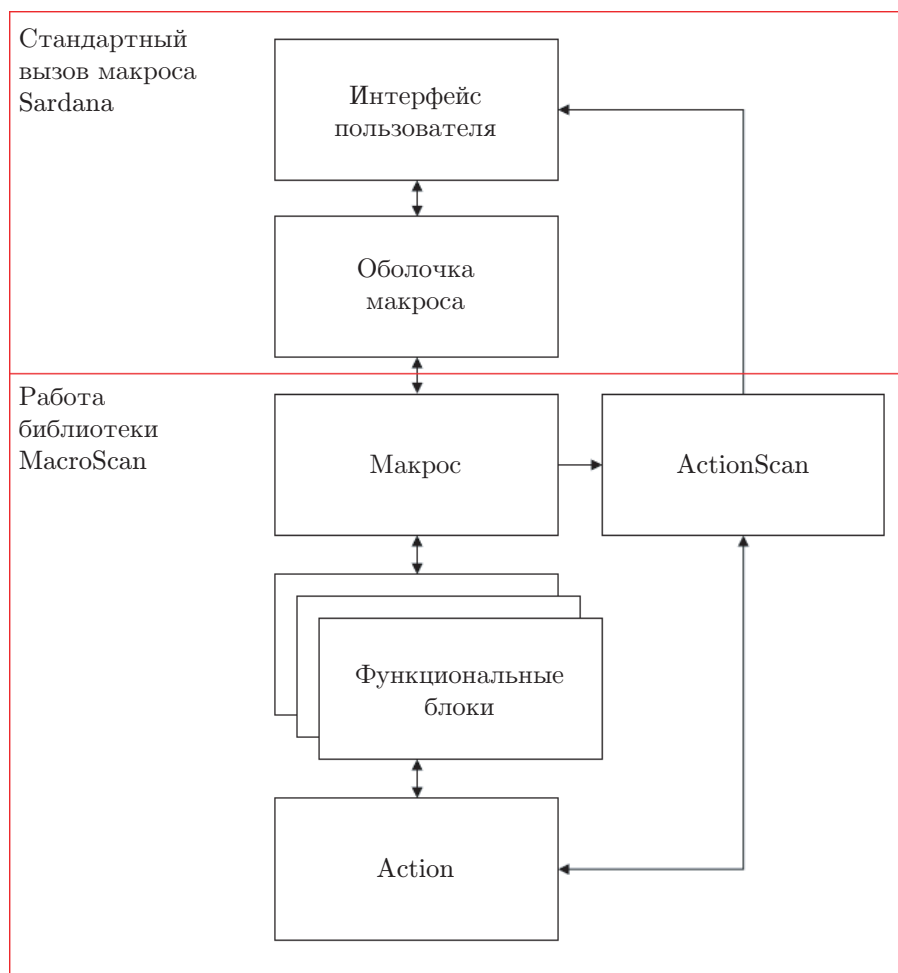 Стандартный
вызов макроса
Sardana
Интерфейс
пользователя
Оболочка
макроса
Работа
библиотеки
MacroScan
Макрос
ActionScan
Функциональные
блоки
Action